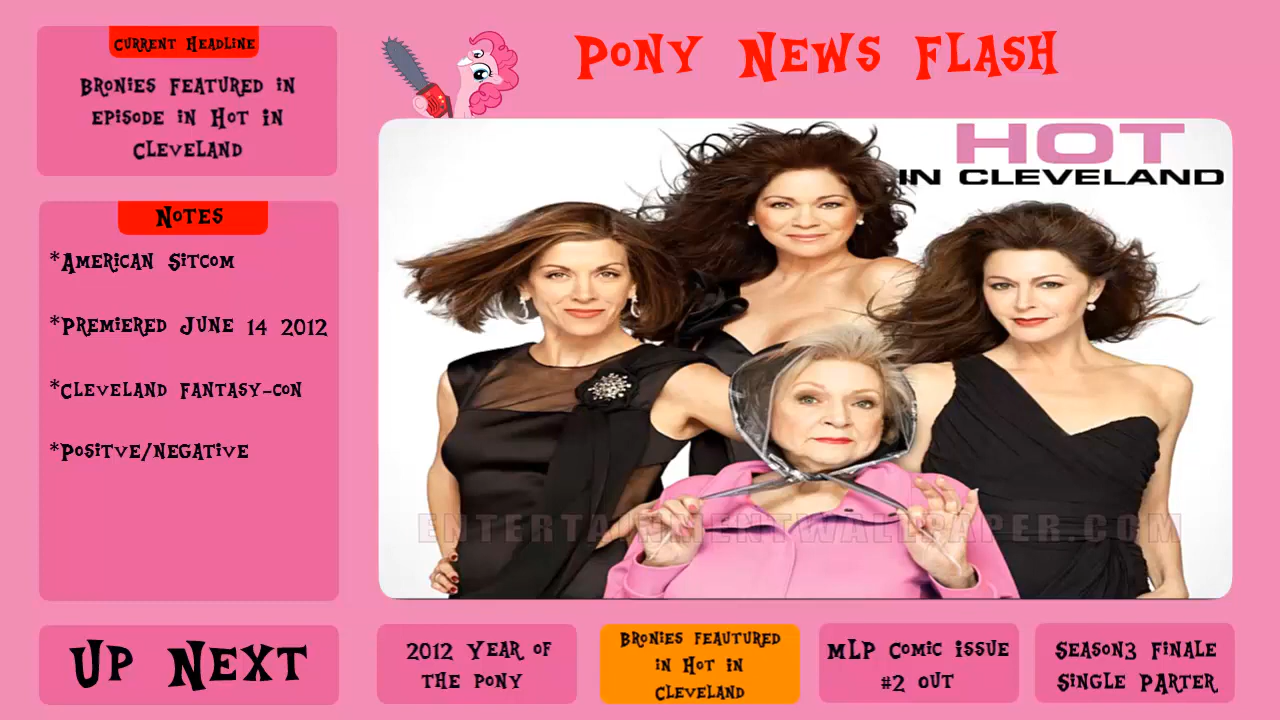 Current Headline
Bronies Featured in
episode in Hot in
Cleveland
Pony News Flash
HOT
IN CLEVELAND
Notes
*American Sitcom
*Premiered June 14 2012
*Cleveland Fantasy-con
*Positve/negative
ENTERTAINMENTWALLPAPER.COM
Up Next
2012 Year of
the pony
Bronies feautured
in Hot in
Cleveland
MLP Comic issue
#2 out
Season3 finale
single parter